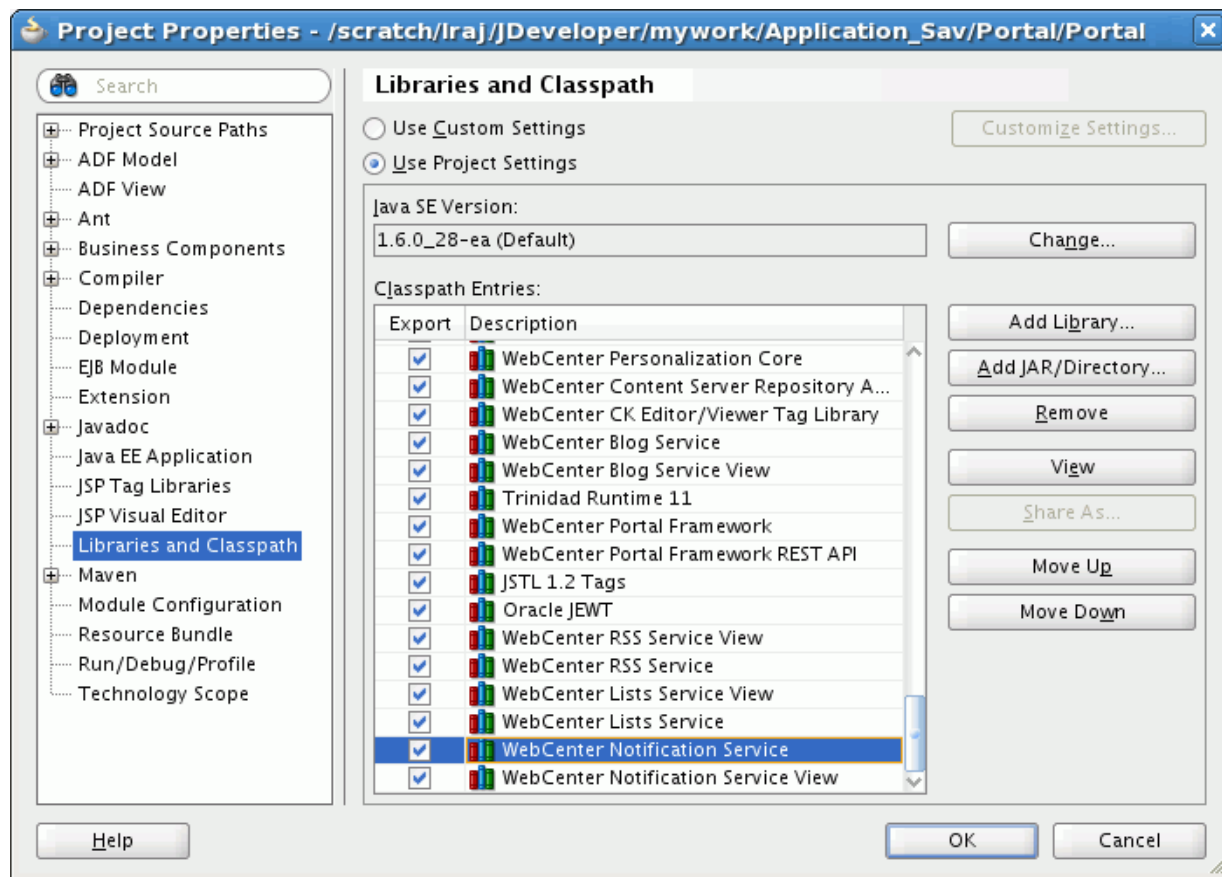 Project Properties - /scratch/lraj/JDeveloper/mywork/Application_Sav/Portal/Portal
Search
Project Source Paths
ADF Model
ADF View
Ant
Business Components
Compiler
Dependencies
Deployment
EJB Module
Extension
Javadoc
Java EE Application
JSP Tag Libraries
JSP Visual Editor
Libraries and Classpath
Maven
Module Configuration
Resource Bundle
Run/Debug/Profile
Technology Scope
Libraries and Classpath
Use Custom Settings
Customize Settings...
Use Project Settings
Java SE Version:
1.6.0_28-ea (Default)
Change...
Classpath Entries:
Export Description
WebCenter Personalization Core
WebCenter Content Server Repository A...
WebCenter CK Editor/Viewer Tag Library
WebCenter Blog Service
WebCenter Blog Service View
Trinidad Runtime 11
WebCenter Portal Framework
WebCenter Portal Framework REST API
JSTL 1.2 Tags
Oracle JEWT
WebCenter RSS Service View
WebCenter RSS Service
WebCenter Lists Service View
WebCenter Lists Service
WebCenter Notification Service
WebCenter Notification Service View
Add Library...
Add JAR/Directory...
Remove
View
Share As...
Move Up
Move Down
Help
OK
Cancel